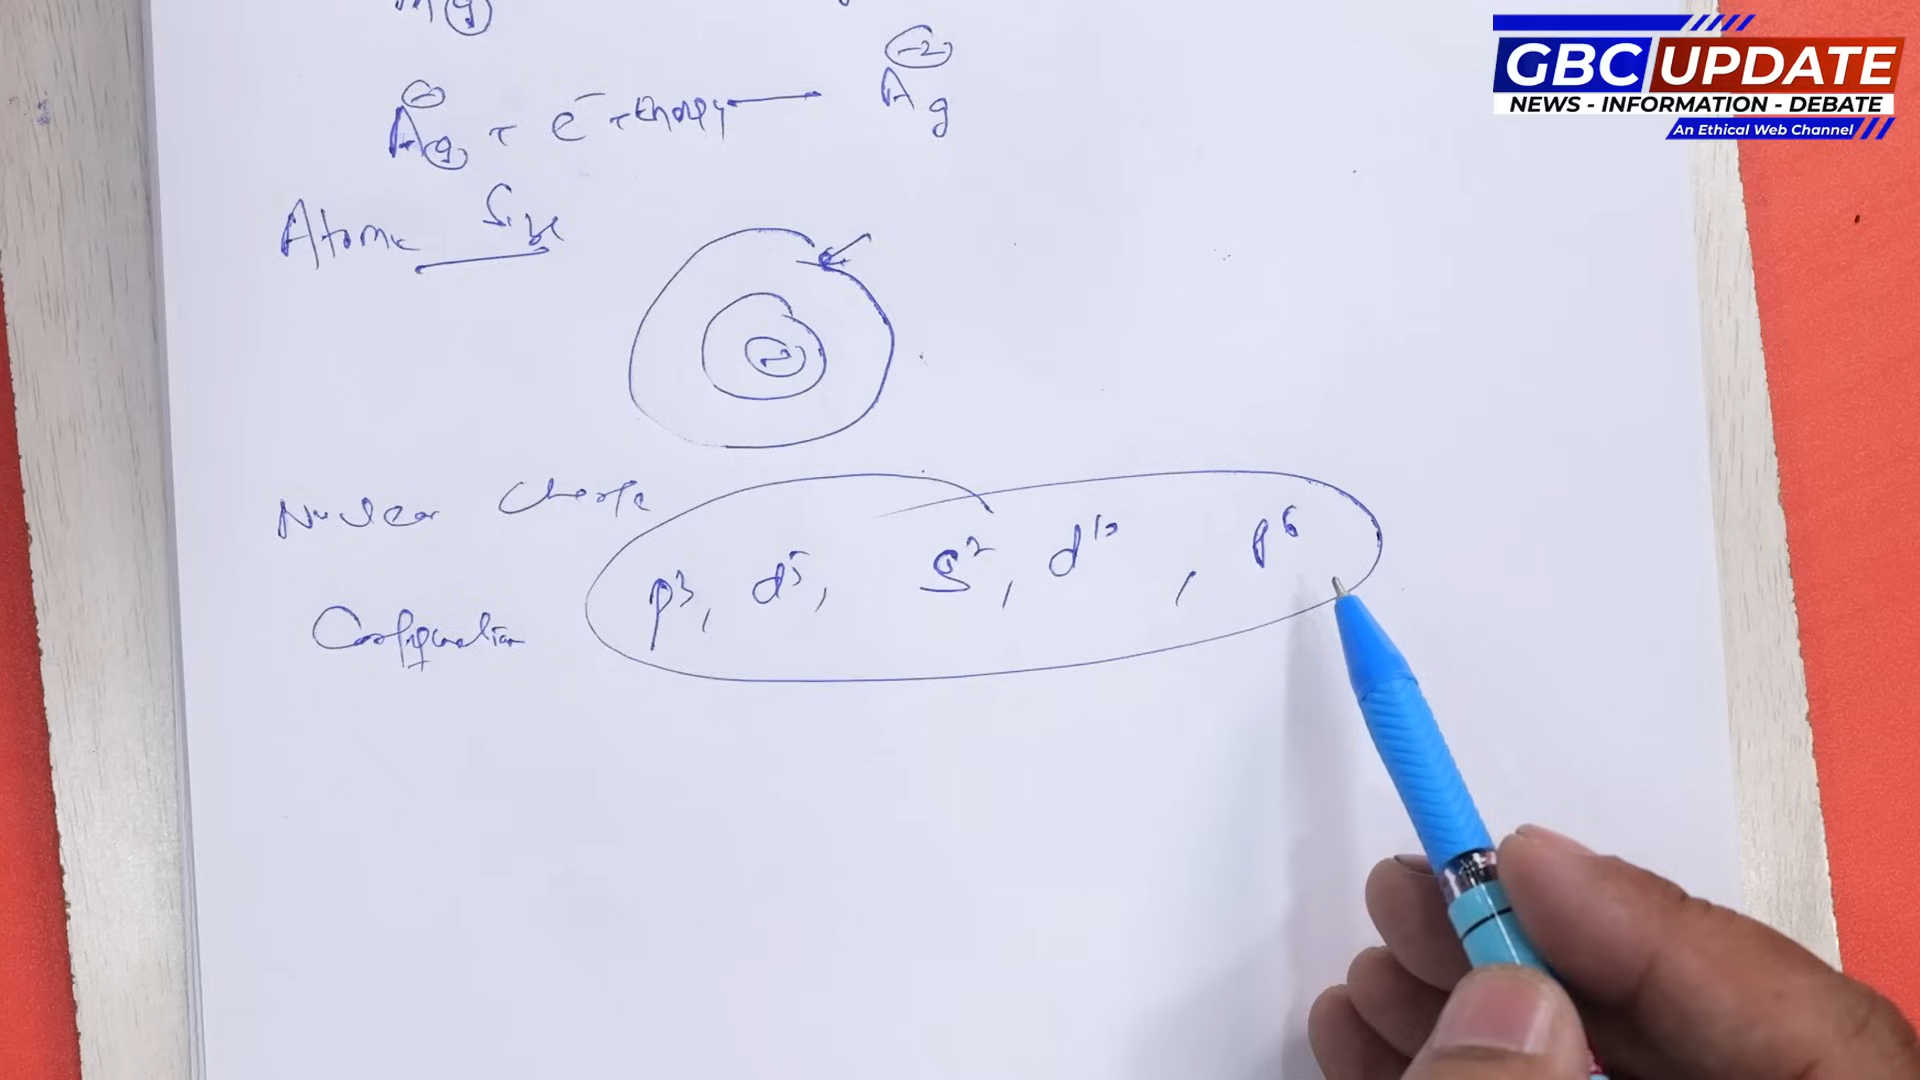 GBC UPDATE
NEWS - INFORMATION - DEBATE
An Ethical Web Channel
g
-2
A g + e⁻ + Energy → A g
Atomic Size
Nuclear Charge
Configuration p³, d⁵, s², d¹⁰, p⁶